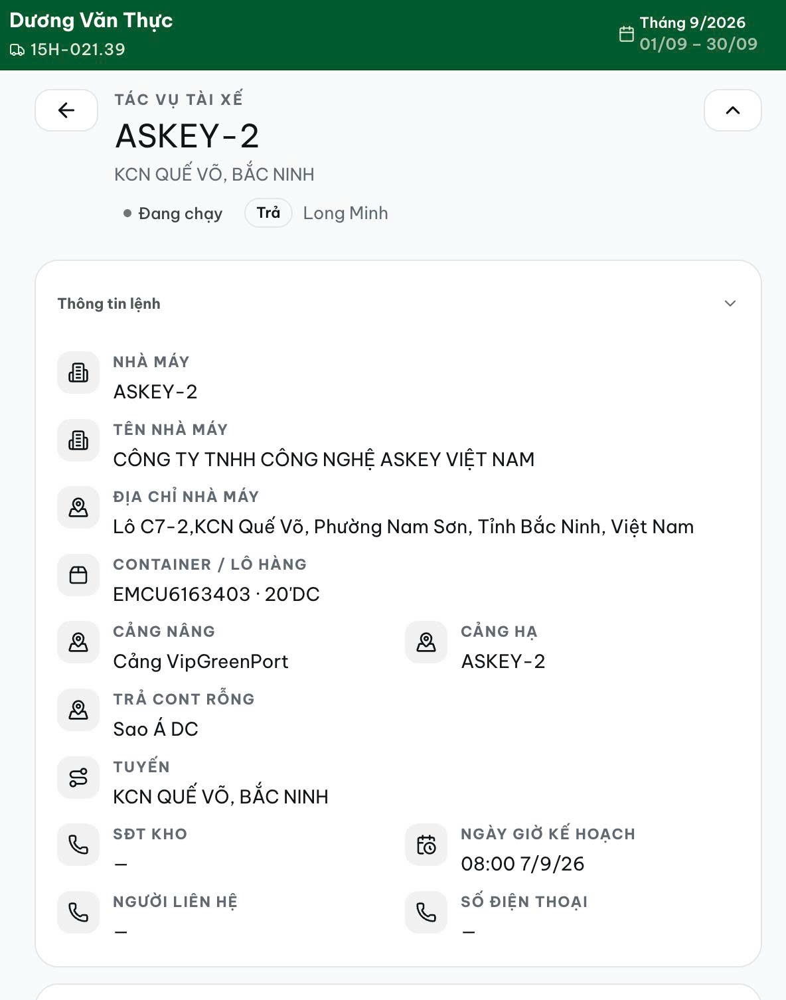 Dương Văn Thực
15H-021.39
Tháng 9/2026
01/09 – 30/09
TÁC VỤ TÀI XẾ
ASKEY-2
KCN QUẾ VÕ, BẮC NINH
Đang chạy
Trả
Long Minh
Thông tin lệnh
NHÀ MÁY
ASKEY-2
TÊN NHÀ MÁY
CÔNG TY TNHH CÔNG NGHỆ ASKEY VIỆT NAM
ĐỊA CHỈ NHÀ MÁY
Lô C7-2,KCN Quế Võ, Phường Nam Sơn, Tỉnh Bắc Ninh, Việt Nam
CONTAINER / LÔ HÀNG
EMCU6163403 · 20'DC
CẢNG NÂNG
Cảng VipGreenPort
CẢNG HẠ
ASKEY-2
TRẢ CONT RỖNG
Sao Á DC
TUYẾN
KCN QUẾ VÕ, BẮC NINH
SĐT KHO
—
NGÀY GIỜ KẾ HOẠCH
08:00 7/9/26
NGƯỜI LIÊN HỆ
—
SỐ ĐIỆN THOẠI
—